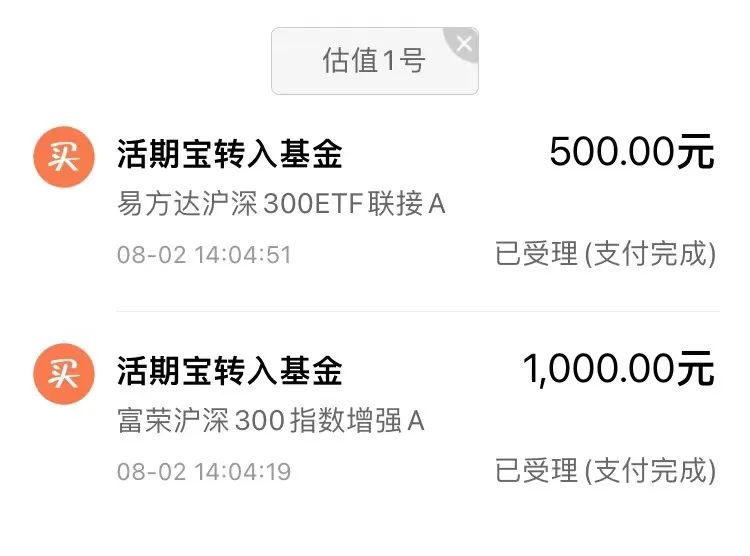 估值1号
买 活期宝转入基金 500.00元
易方达沪深300ETF联接A
08-02 14:04:51 已受理(支付完成)
买 活期宝转入基金 1,000.00元
富荣沪深300指数增强A
08-02 14:04:19 已受理(支付完成)